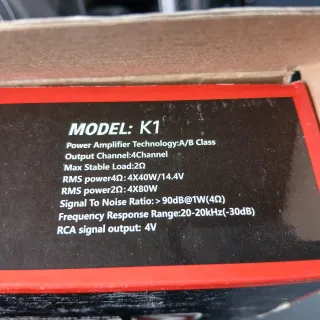 MODEL: K1
Power Amplifier Technology:A/B Class
Output Channel:4Channel
Max Stable Load:2Ω
RMS power4Ω: 4X40W/14.4V
RMS power2Ω: 4X80W
Signal To Noise Ratio:>90dB@1W(4Ω)
Frequency Response Range:20-20kHz(-30dB)
RCA signal output: 4V